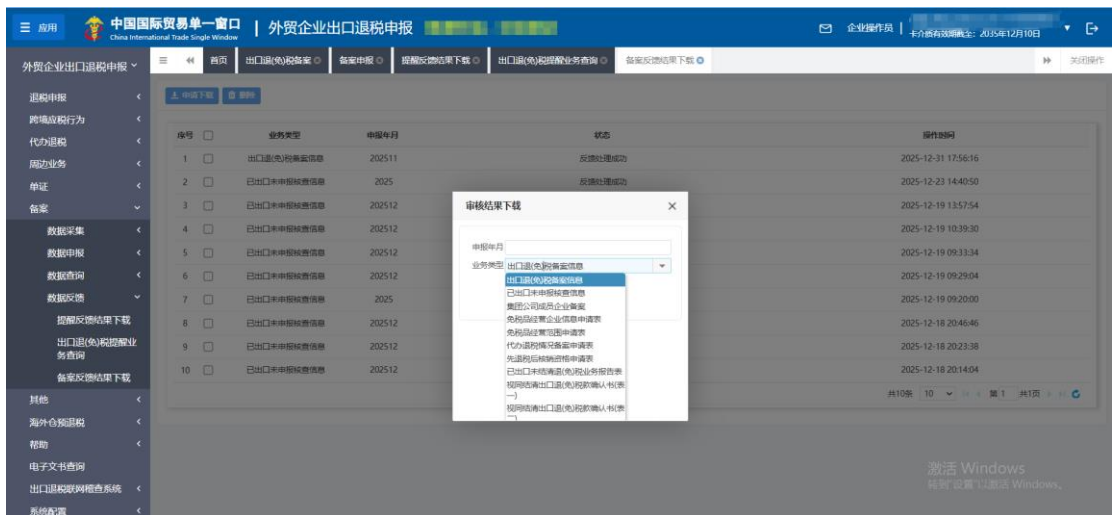 应用
中国国际贸易单一窗口
China International Trade Single Window
外贸企业出口退税申报
企业操作员
卡介质有效期截至：2035年12月10日
外贸企业出口退税申报
首页
出口退(免)税备案
备案申报
提醒反馈结果下载
出口退(免)税提醒业务查询
备案反馈结果下载
关闭操作
退税申报
跨境应税行为
代办退税
周边业务
单证
备案
数据采集
数据申报
数据查询
数据反馈
提醒反馈结果下载
出口退(免)税提醒业
务查询
备案反馈结果下载
其他
海外仓预退税
帮助
电子文书查询
出口退税联网稽查系统
系统配置
申请下载 删除
序号 业务类型 申报年月 状态 操作时间
1 出口退(免)税备案信息 202511 反馈处理成功 2025-12-31 17:56:16
2 已出口未申报核查信息 2025 反馈处理成功 2025-12-23 14:40:50
3 已出口未申报核查信息 202512 2025-12-19 13:57:54
4 已出口未申报核查信息 202512 2025-12-19 10:39:30
5 已出口未申报核查信息 202512 2025-12-19 09:33:34
6 已出口未申报核查信息 202512 2025-12-19 09:29:04
7 已出口未申报核查信息 2025 2025-12-19 09:20:00
8 已出口未申报核查信息 202512 2025-12-18 20:46:46
9 已出口未申报核查信息 202512 2025-12-18 20:23:38
10 已出口未申报核查信息 202512 2025-12-18 20:14:04
共10条 10 第 1 共1页
审核结果下载
申报年月
业务类型 出口退(免)税备案信息
出口退(免)税备案信息
已出口未申报核查信息
集团公司成员企业备案
免税品经营企业信息申请表
免税品经营范围申请表
代办退税情况备案申请表
先退税后核销资格申请表
已出口未结清退(免)税业务报告表
视同结清出口退(免)税款确认书(表
一)
视同结清出口退(免)税款确认书(表
二)
激活 Windows
转到"设置"以激活 Windows。